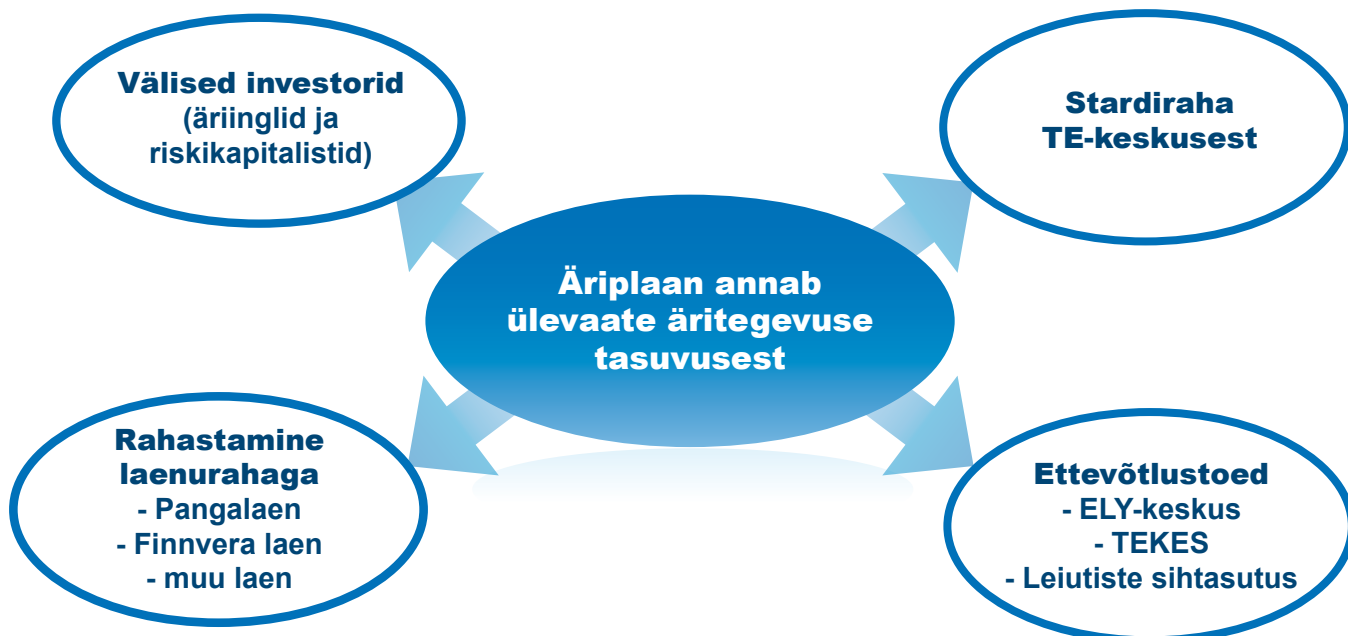 Välised investorid
(äriinglid ja
riskikapitalistid)
Stardiraha
TE-keskusest
Äriplaan annab
ülevaate äritegevuse
tasuvusest
Rahastamine
laenurahaga
- Pangalaen
- Finnvera laen
- muu laen
Ettevõtlustoed
- ELY-keskus
- TEKES
- Leiutiste sihtasutus